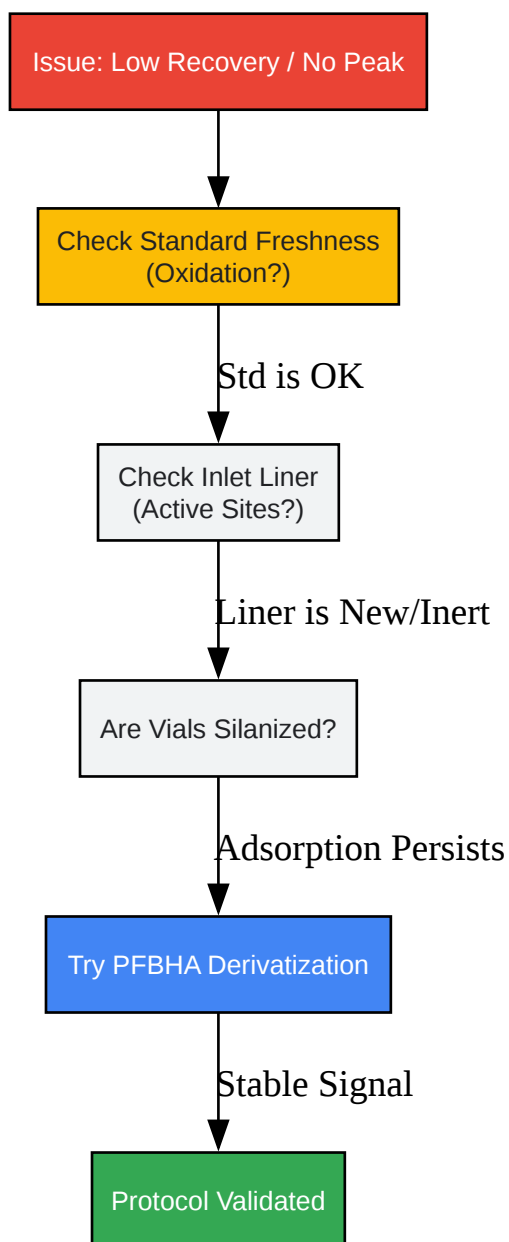 Issue: Low Recovery / No Peak
Check Standard Freshness
(Oxidation?)
Std is OK
Check Inlet Liner
(Active Sites?)
Liner is New/Inert
Are Vials Silanized?
Adsorption Persists
Try PFBHA Derivatization
Stable Signal
Protocol Validated